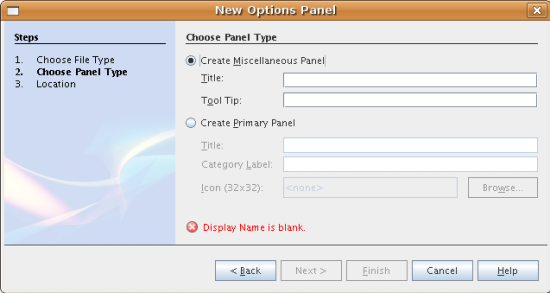 New Options Panel
Steps
1. Choose File Type
2. Choose Panel Type
3. Location
Choose Panel Type
Create Miscellaneous Panel
Title:
Tool Tip:
Create Primary Panel
Title:
Category Label:
Icon (32x32): <none> Browse...
Display Name is blank.
< Back Next > Finish Cancel Help